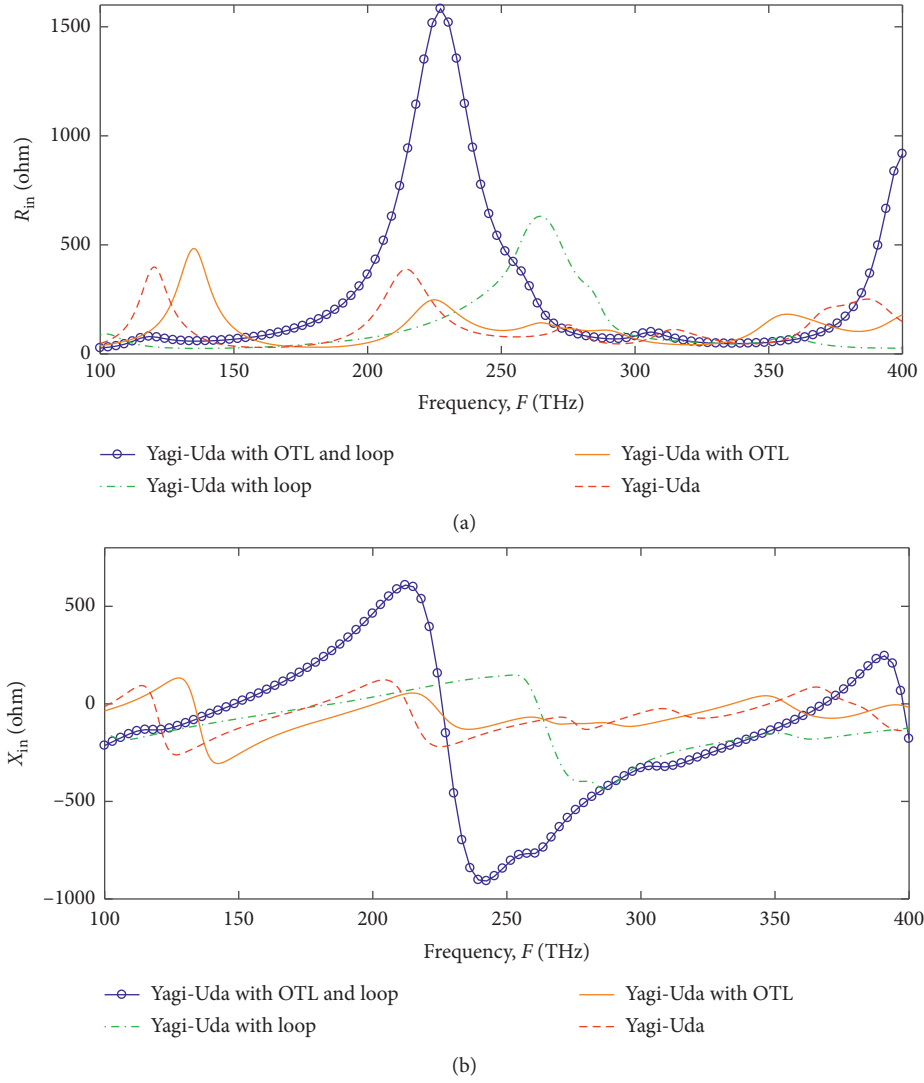 1500
1000
500
0
R_in (ohm)
100 150 200 250 300 350 400
Frequency, F (THz)
Yagi-Uda with OTL and loop
Yagi-Uda with loop
Yagi-Uda with OTL
Yagi-Uda
(a)
500
0
–500
–1000
X_in (ohm)
100 150 200 250 300 350 400
Frequency, F (THz)
Yagi-Uda with OTL and loop
Yagi-Uda with loop
Yagi-Uda with OTL
Yagi-Uda
(b)